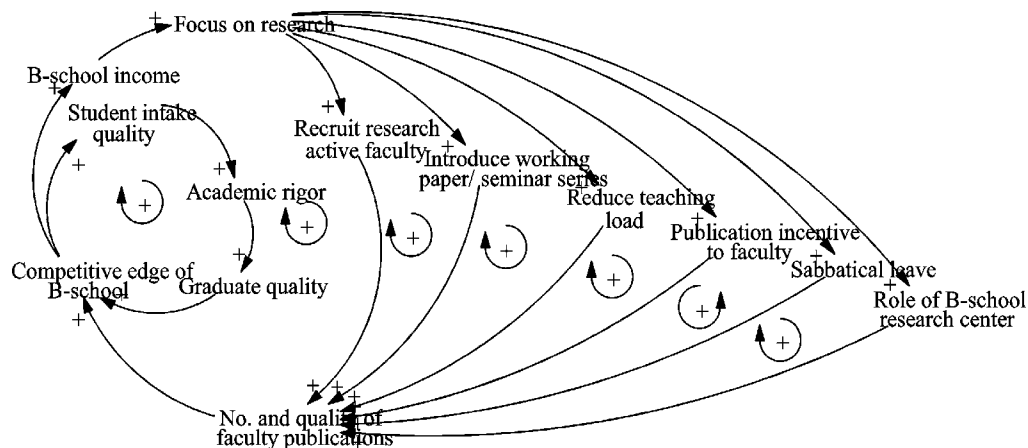 Focus on research
B-school income
Student intake
quality
Recruit research
active faculty
Introduce working
paper/ seminar series
Academic rigor
Reduce teaching
load
Publication incentive
to faculty
Competitive edge of
B-school
Graduate quality
Sabbatical leave
Role of B-school
research center
No. and quality of
faculty publications